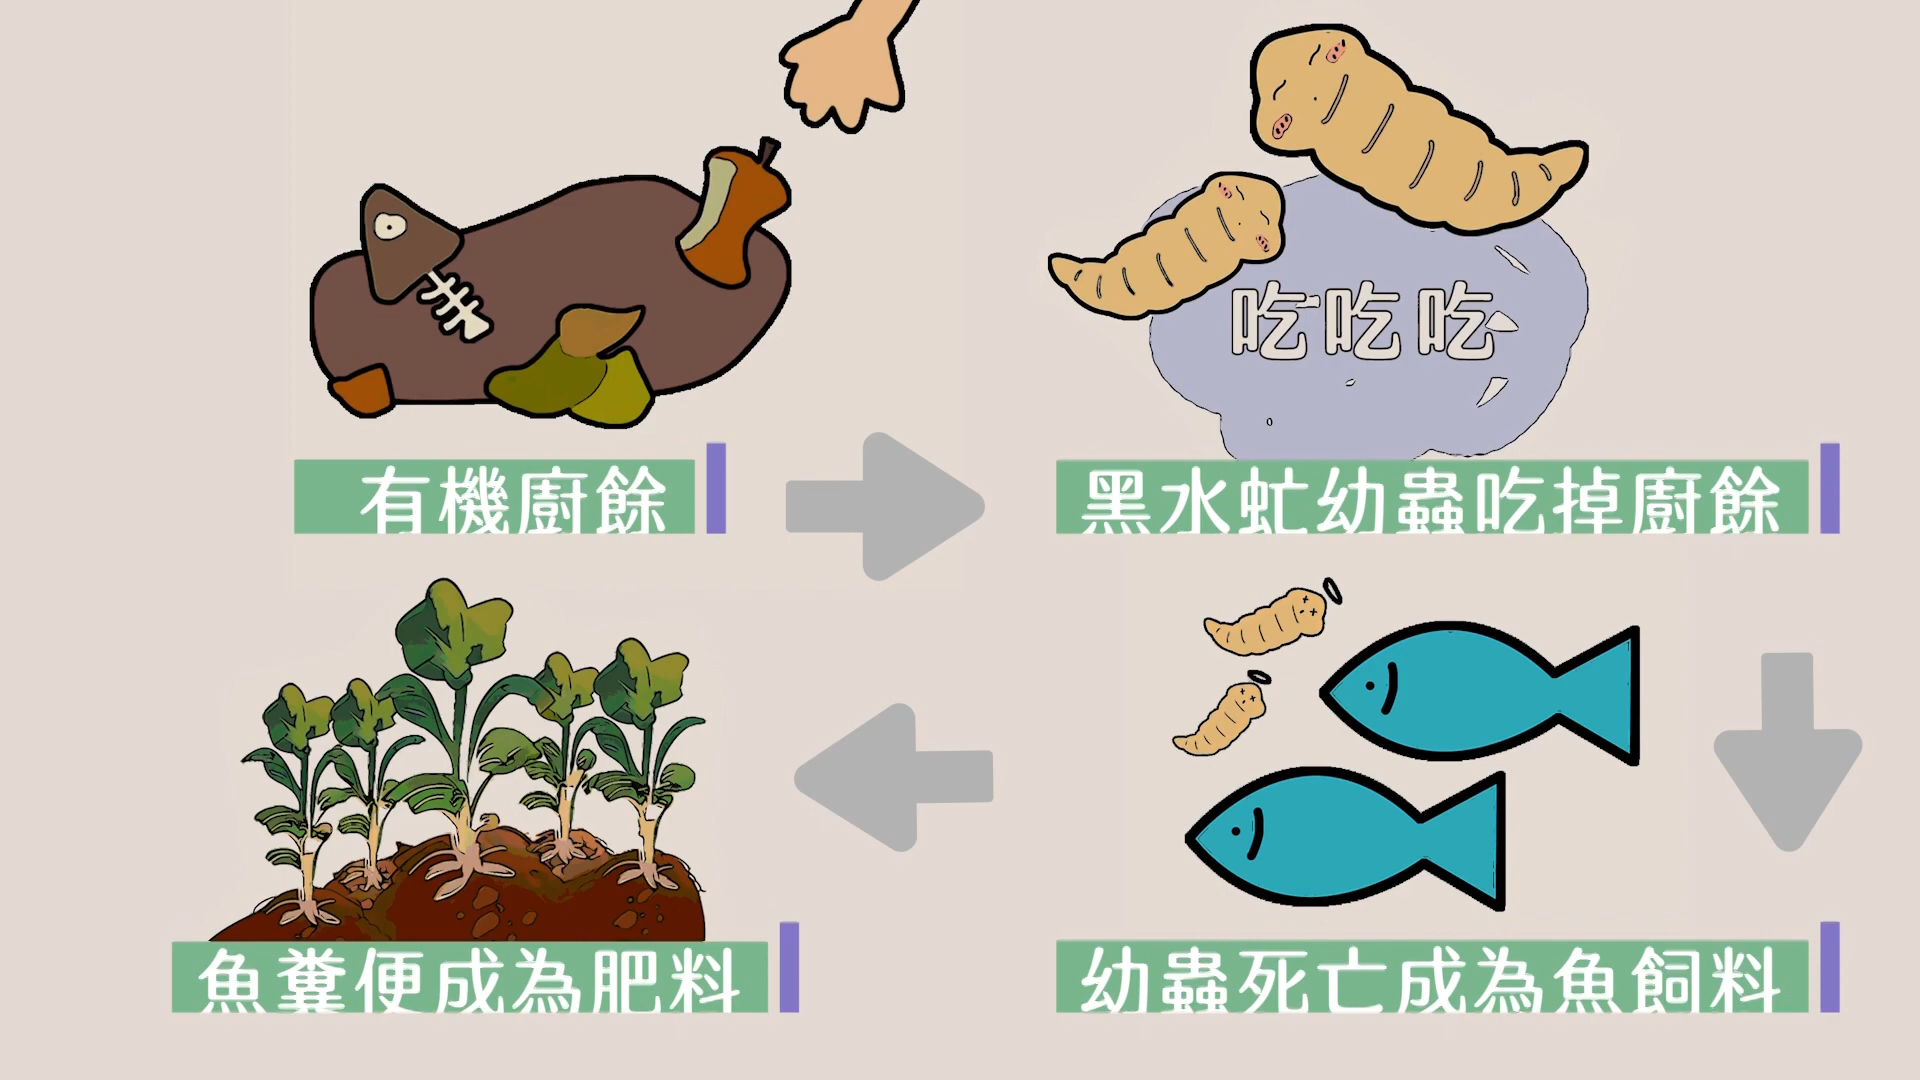 吃吃吃
有機廚餘
黑水虻幼蟲吃掉廚餘
幼蟲死亡成為魚飼料
魚糞便成為肥料